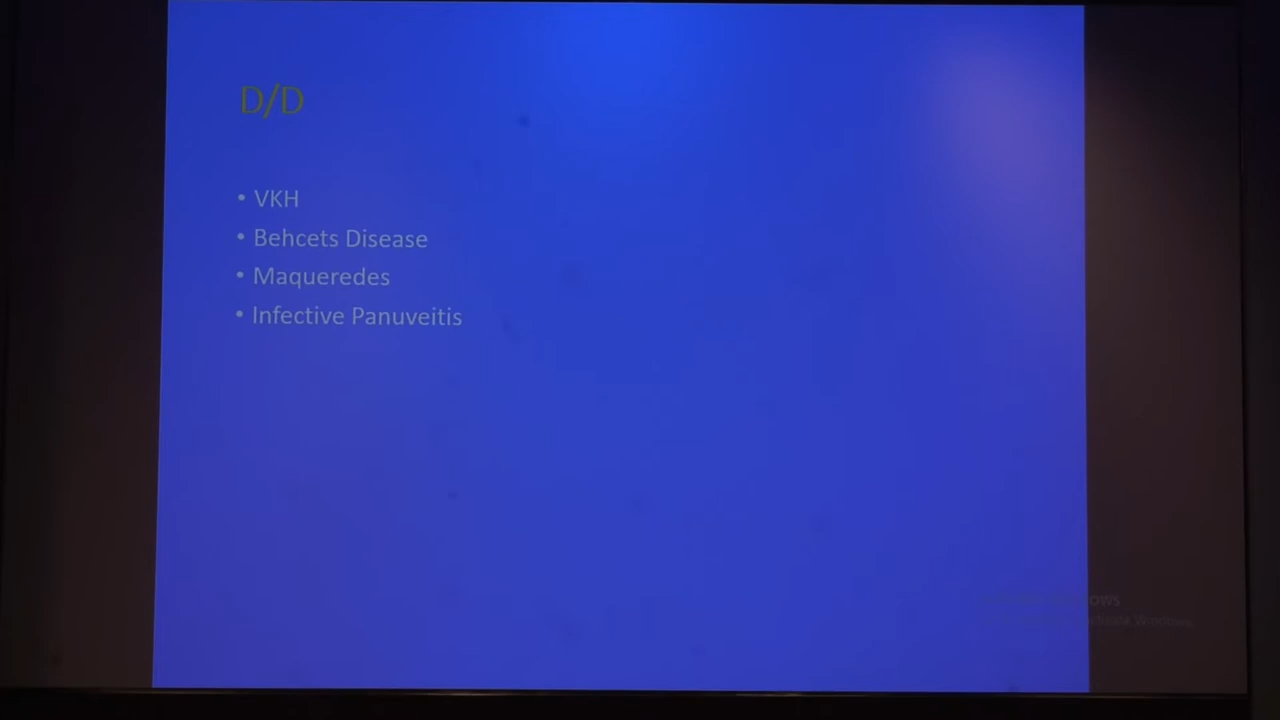 D/D
• VKH
• Behcets Disease
• Maqueredes
• Infective Panuveitis